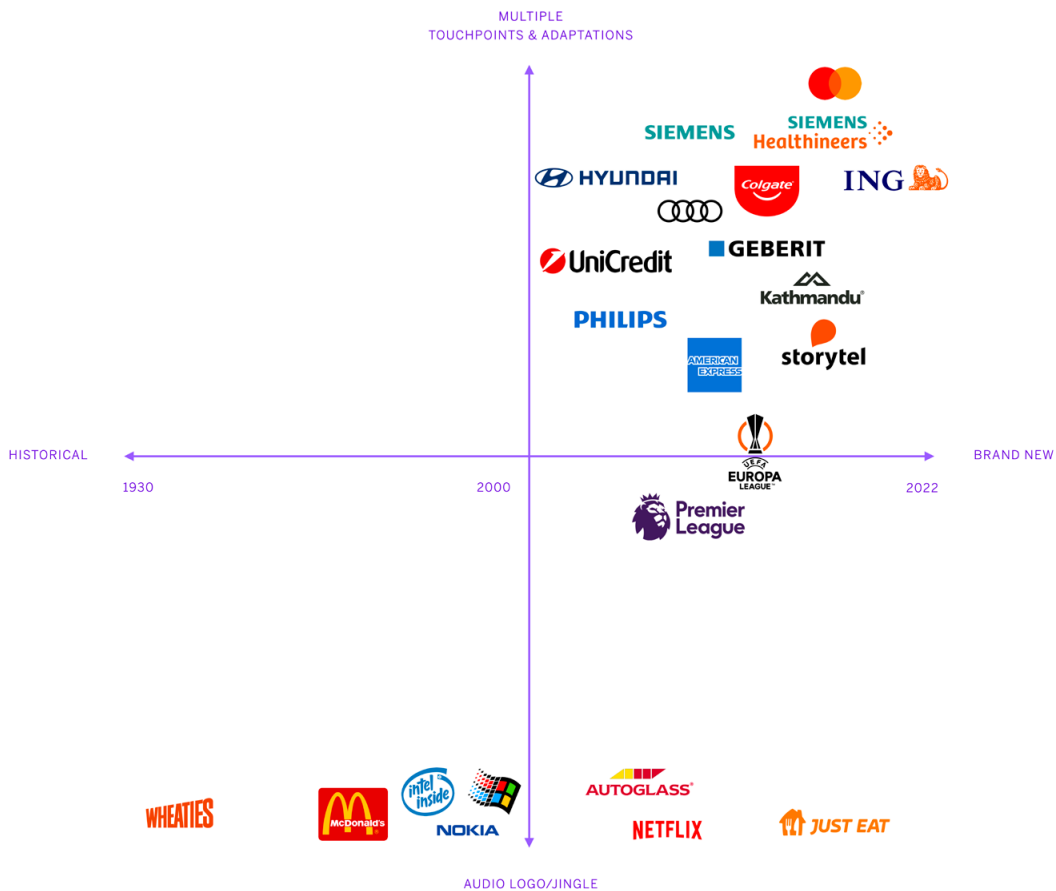 MULTIPLE
TOUCHPOINTS & ADAPTATIONS
SIEMENS
SIEMENS
Healthineers
HYUNDAI
Colgate®
ING
UniCredit
GEBERIT
Kathmandu®
PHILIPS
storytel
AMERICAN
EXPRESS
HISTORICAL
BRAND NEW
UEFA
EUROPA
LEAGUE™
1930
2000
2022
Premier
League
intel
inside
AUTOGLASS®
WHEATIES
McDonald's
®
NOKIA
NETFLIX
JUST EAT
AUDIO LOGO/JINGLE